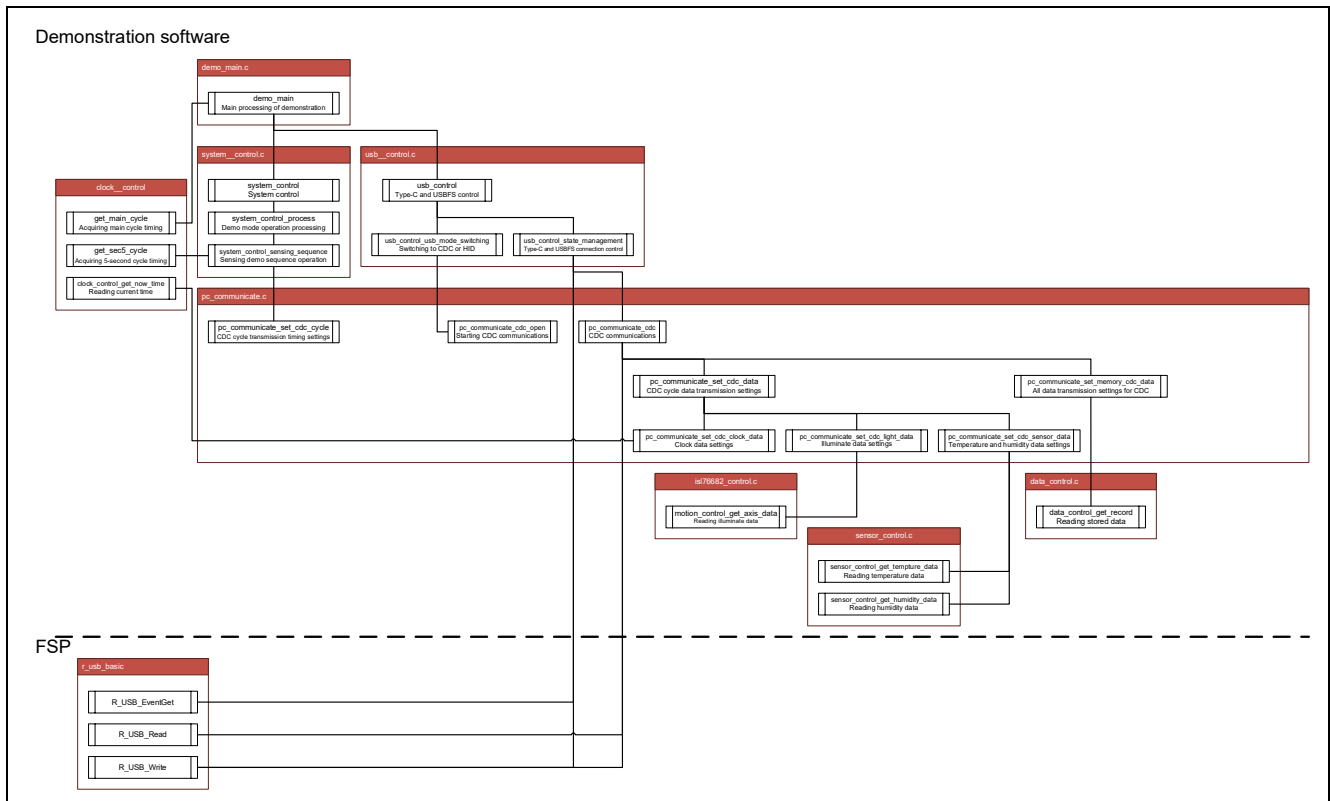 Demonstration software
demo_main.c
demo_main
Main processing of demonstration
system__control.c
usb__control.c
clock__control
system_control
System control
usb_control
Type-C and USBFS control
get_main_cycle
Acquiring main cycle timing
system_control_process
Demo mode operation processing
usb_control_usb_mode_switching
Switching to CDC or HID
usb_control_state_management
Type-C and USBFS connection control
get_sec5_cycle
Acquiring 5-second cycle timing
system_control_sensing_sequence
Sensing demo sequence operation
clock_control_get_now_time
Reading current time
pc_communicate.c
pc_communicate_set_cdc_cycle
CDC cycle transmission timing settings
pc_communicate_cdc_open
Starting CDC communications
pc_communicate_cdc
CDC communications
pc_communicate_set_cdc_data
CDC cycle data transmission settings
pc_communicate_set_memory_cdc_data
All data transmission settings for CDC
pc_communicate_set_cdc_clock_data
Clock data settings
pc_communicate_set_cdc_light_data
Illuminate data settings
pc_communicate_set_cdc_sensor_data
Temperature and humidity data settings
isl76682_control.c
data_control.c
motion_control_get_axis_data
Reading illuminate data
data_control_get_record
Reading stored data
sensor_control.c
sensor_control_get_tempture_data
Reading temperature data
sensor_control_get_humidity_data
Reading humidity data
FSP
r_usb_basic
R_USB_EventGet
R_USB_Read
R_USB_Write